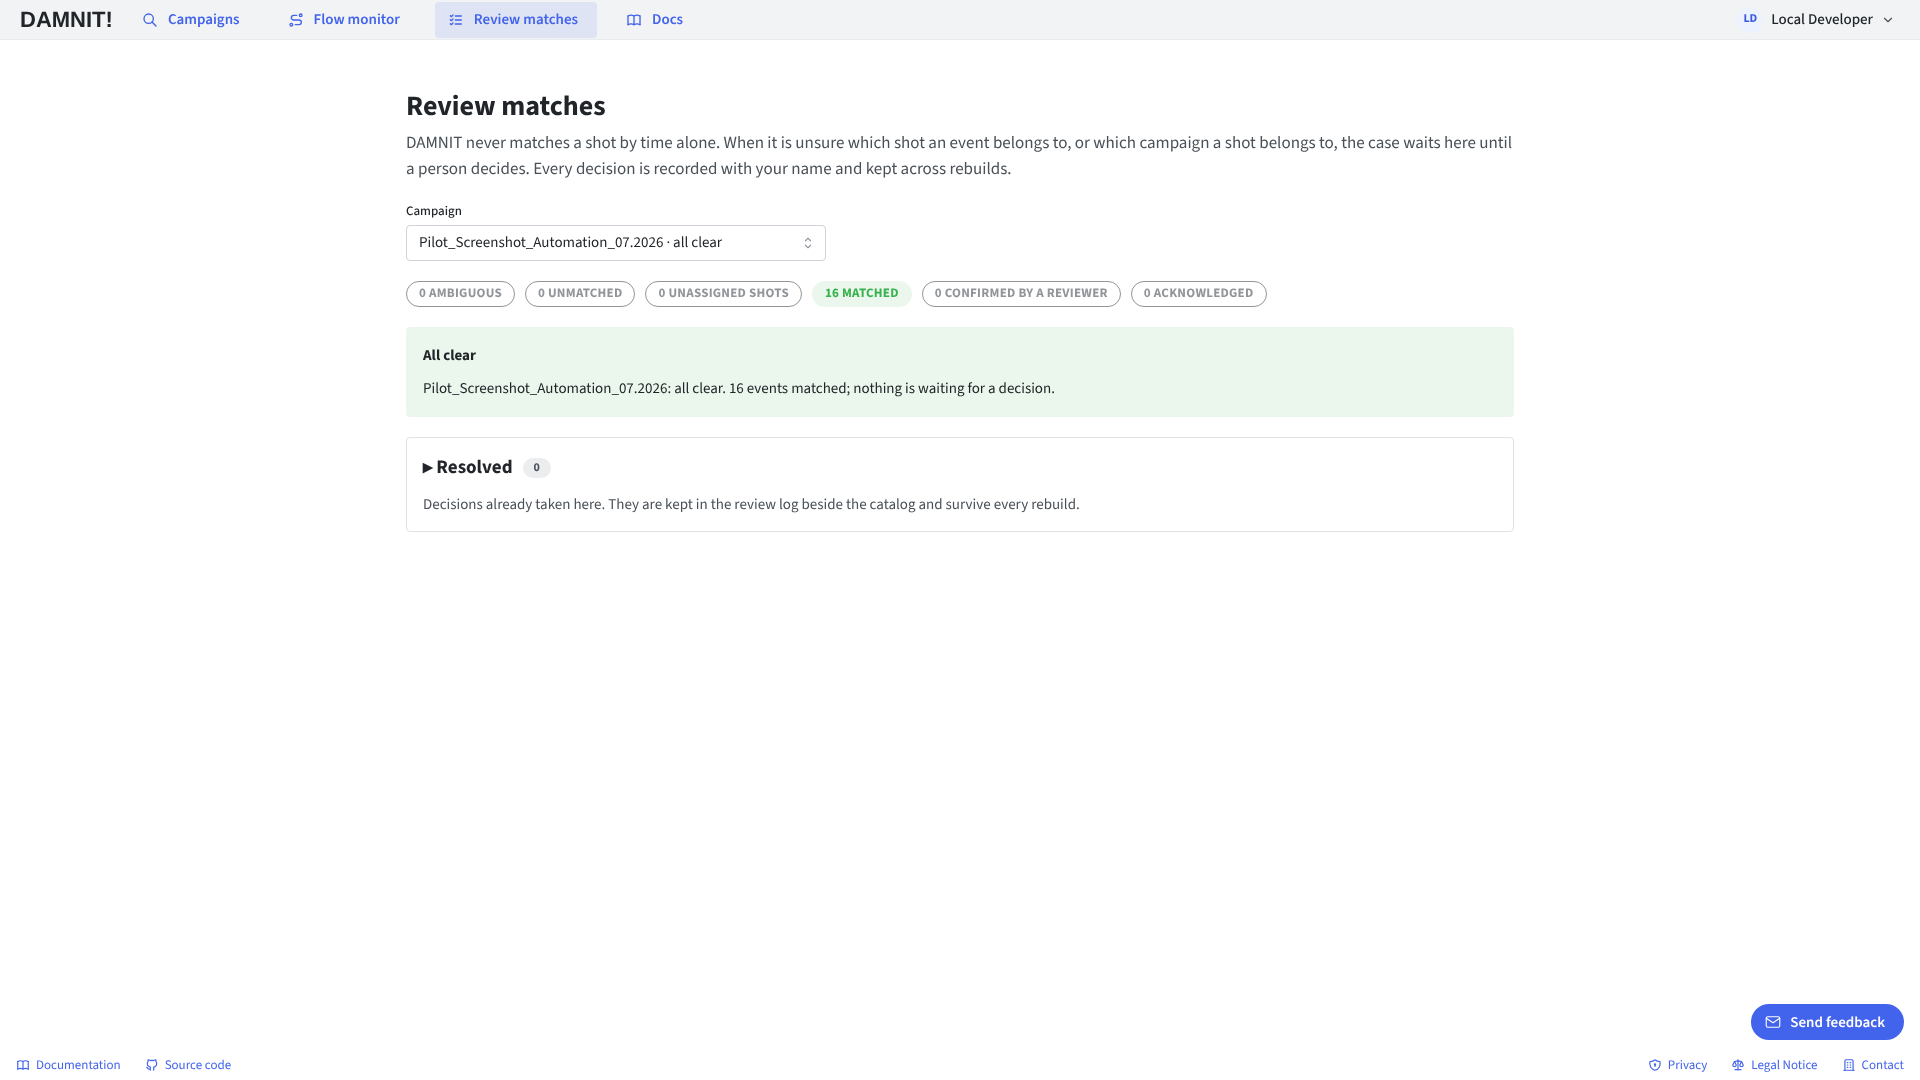 DAMNIT!
Campaigns
Flow monitor
Review matches
Docs
LD
Local Developer
Review matches
DAMNIT never matches a shot by time alone. When it is unsure which shot an event belongs to, or which campaign a shot belongs to, the case waits here until
a person decides. Every decision is recorded with your name and kept across rebuilds.
Campaign
Pilot_Screenshot_Automation_07.2026 · all clear
0 AMBIGUOUS
0 UNMATCHED
0 UNASSIGNED SHOTS
16 MATCHED
0 CONFIRMED BY A REVIEWER
0 ACKNOWLEDGED
All clear
Pilot_Screenshot_Automation_07.2026: all clear. 16 events matched; nothing is waiting for a decision.
Resolved 0
Decisions already taken here. They are kept in the review log beside the catalog and survive every rebuild.
Send feedback
Documentation
Source code
Privacy
Legal Notice
Contact